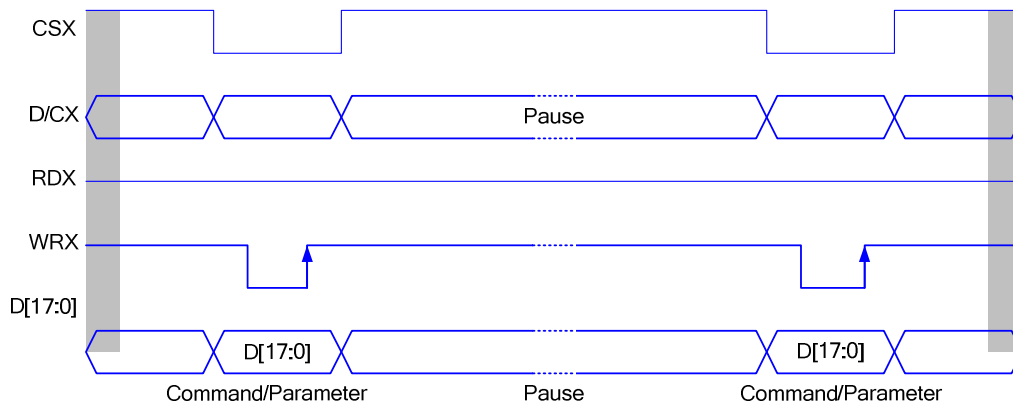 CSX
D/CX
Pause
RDX
WRX
D[17:0]
D[17:0]
D[17:0]
Command/Parameter
Pause
Command/Parameter